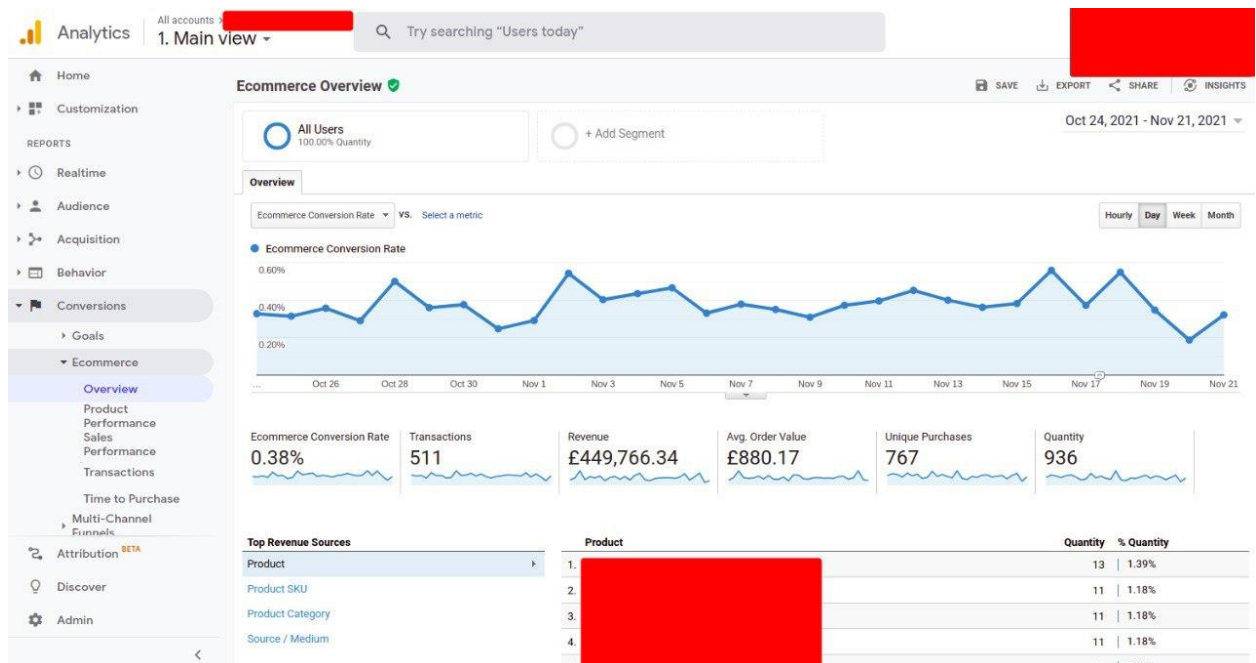 All accounts >
Analytics
1. Main view
Try searching “Users today”
Home
Customization
REPORTS
Realtime
Audience
Acquisition
Behavior
Conversions
Goals
Ecommerce
Overview
Product
Performance
Sales
Performance
Transactions
Time to Purchase
Multi-Channel
Funnels
Attribution BETA
Discover
Admin
Ecommerce Overview
SAVE EXPORT SHARE INSIGHTS
All Users
100.00% Quantity
+ Add Segment
Oct 24, 2021 - Nov 21, 2021
Overview
Ecommerce Conversion Rate VS. Select a metric
Hourly Day Week Month
Ecommerce Conversion Rate
0.60%
0.40%
0.20%
... Oct 26 Oct 28 Oct 30 Nov 1 Nov 3 Nov 5 Nov 7 Nov 9 Nov 11 Nov 13 Nov 15 Nov 17 Nov 19 Nov 21
Ecommerce Conversion Rate Transactions Revenue Avg. Order Value Unique Purchases Quantity
0.38% 511 £449,766.34 £880.17 767 936
Top Revenue Sources
Product
Product SKU
Product Category
Source / Medium
Product Quantity % Quantity
1. 13 1.39%
2. 11 1.18%
3. 11 1.18%
4. 11 1.18%